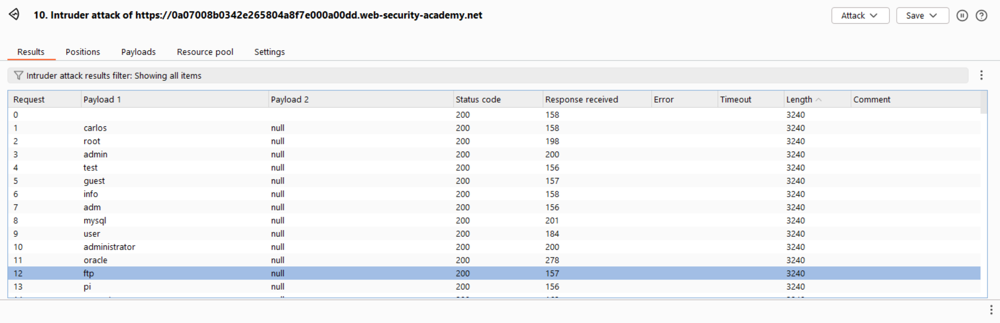 10. Intruder attack of https://0a07008b0342e265804a8f7e000a00dd.web-security-academy.net Attack Save
Results Positions Payloads Resource pool Settings
Intruder attack results filter: Showing all items
Request Payload 1 Payload 2 Status code Response received Error Timeout Length Comment
0 200 158 3240
1 carlos null 200 158 3240
2 root null 200 198 3240
3 admin null 200 200 3240
4 test null 200 156 3240
5 guest null 200 157 3240
6 info null 200 158 3240
7 adm null 200 156 3240
8 mysql null 200 201 3240
9 user null 200 184 3240
10 administrator null 200 200 3240
11 oracle null 200 278 3240
12 ftp null 200 157 3240
13 pi null 200 156 3240